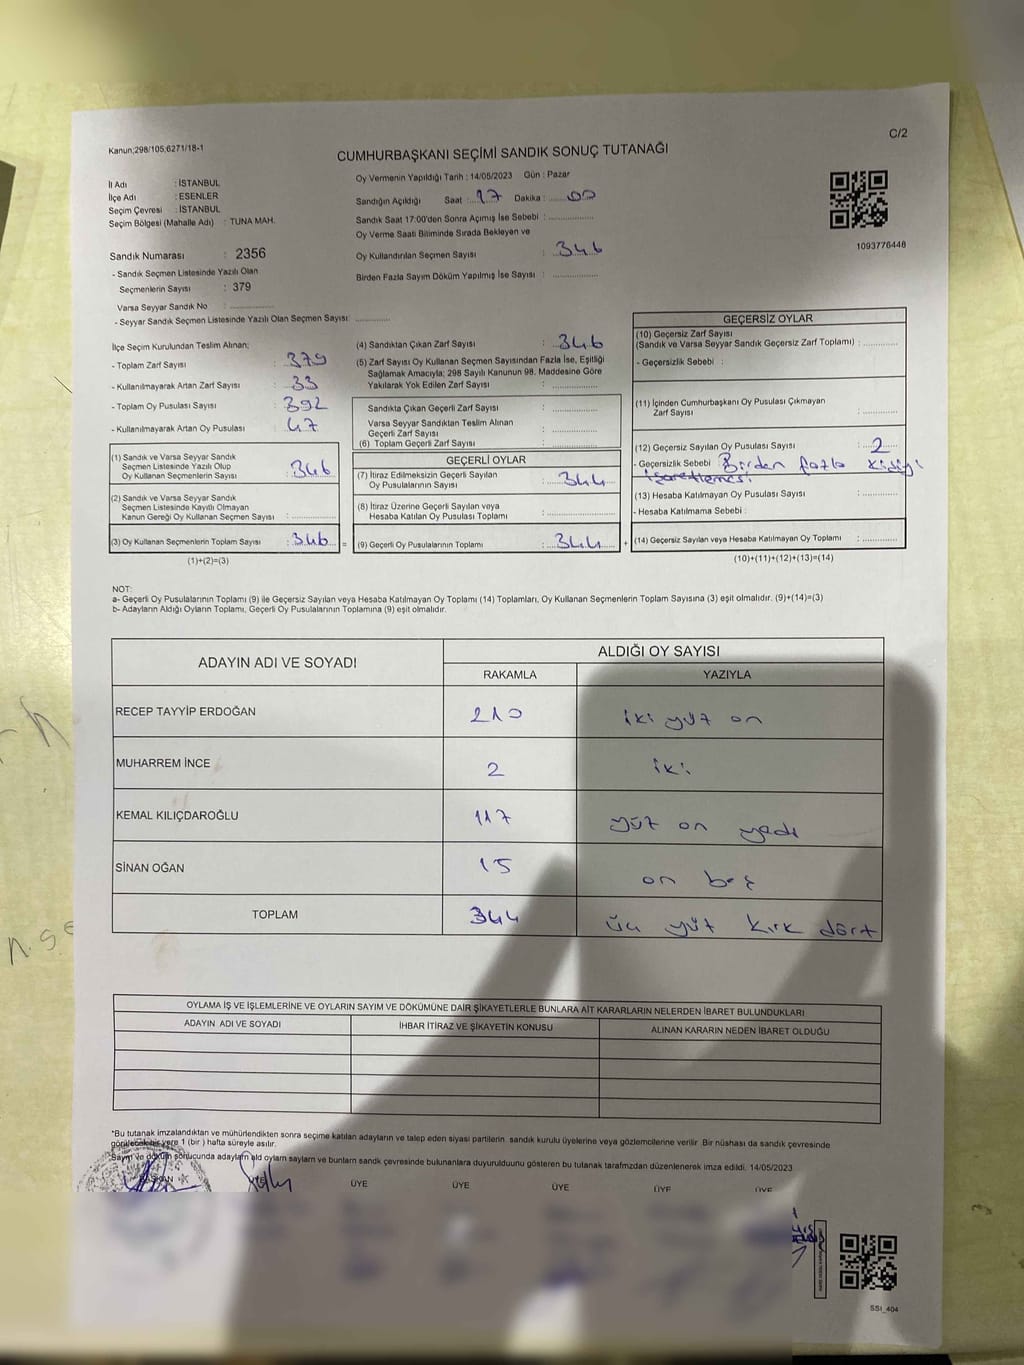 C/2
Kanun;298/105;6271/18-1
CUMHURBAŞKANI SEÇİMİ SANDIK SONUÇ TUTANAĞI
İl Adı : İSTANBUL
İlçe Adı : ESENLER
Seçim Çevresi : İSTANBUL
Seçim Bölgesi (Mahalle Adı) : TUNA MAH.
Oy Vermenin Yapıldığı Tarih : 14/05/2023 Gün : Pazar
Sandığın Açıldığı Saat : 17 Dakika : 00
Sandık Saat 17:00'den Sonra Açımış İse Sebebi :
Oy Verme Saati Bitiminde Sırada Bekleyen ve
Oy Kullandırılan Seçmen Sayısı : 346
Birden Fazla Sayım Döküm Yapılmış İse Sayısı :
1093776448
Sandık Numarası : 2356
- Sandık Seçmen Listesinde Yazılı Olan
Seçmenlerin Sayısı : 379
Varsa Seyyar Sandık No :
- Seyyar Sandık Seçmen Listesinde Yazılı Olan Seçmen Sayısı:
İlçe Seçim Kurulundan Teslim Alınan;
- Toplam Zarf Sayısı : 379
- Kullanılmayarak Artan Zarf Sayısı : 33
- Toplam Oy Pusulası Sayısı : 392
- Kullanılmayarak Artan Oy Pusulası : 47
(1) Sandık ve Varsa Seyyar Sandık
Seçmen Listesinde Yazılı Olup
Oy Kullanan Seçmenlerin Sayısı : 346
(2) Sandık ve Varsa Seyyar Sandık
Seçmen Listesinde Kayıtlı Olmayan
Kanun Gereği Oy Kullanan Seçmen Sayısı :
(3) Oy Kullanan Seçmenlerin Toplam Sayısı : 346
(1)+(2)=(3)
(4) Sandıktan Çıkan Zarf Sayısı : 346
(5) Zarf Sayısı Oy Kullanan Seçmen Sayısından Fazla İse, Eşitliği
Sağlamak Amacıyla; 298 Sayılı Kanunun 98. Maddesine Göre
Yakılarak Yok Edilen Zarf Sayısı :
Sandıkta Çıkan Geçerli Zarf Sayısı :
Varsa Seyyar Sandıktan Teslim Alınan
Geçerli Zarf Sayısı :
(6) Toplam Geçerli Zarf Sayısı :
GEÇERLİ OYLAR
(7) İtiraz Edilmeksizin Geçerli Sayılan
Oy Pusulalarının Sayısı : 344
(8) İtiraz Üzerine Geçerli Sayılan veya
Hesaba Katılan Oy Pusulası Toplamı :
(9) Geçerli Oy Pusulalarının Toplamı : 344
GEÇERSİZ OYLAR
(10) Geçersiz Zarf Sayısı
(Sandık ve Varsa Seyyar Sandık Geçersiz Zarf Toplamı) :
- Geçersizlik Sebebi :
(11) İçinden Cumhurbaşkanı Oy Pusulası Çıkmayan
Zarf Sayısı :
(12) Geçersiz Sayılan Oy Pusulası Sayısı : 2
- Geçersizlik Sebebi : Birden fazla kişiyi
işaretlemesi
(13) Hesaba Katılmayan Oy Pusulası Sayısı :
- Hesaba Katılmama Sebebi :
(14) Geçersiz Sayılan veya Hesaba Katılmayan Oy Toplamı :
(10)+(11)+(12)+(13)=(14)
NOT:
a- Geçerli Oy Pusulalarının Toplamı (9) ile Geçersiz Sayılan veya Hesaba Katılmayan Oy Toplamı (14) Toplamları, Oy Kullanan Seçmenlerin Toplam Sayısına (3) eşit olmalıdır. (9)+(14)=(3)
b- Adayların Aldığı Oyların Toplamı, Geçerli Oy Pusulalarının Toplamına (9) eşit olmalıdır.
ADAYIN ADI VE SOYADI
ALDIĞI OY SAYISI
RAKAMLA YAZIYLA
RECEP TAYYİP ERDOĞAN 210 iki yüz on
MUHARREM İNCE 2 iki
KEMAL KILIÇDAROĞLU 117 yüz on yedi
SİNAN OĞAN 15 on beş
TOPLAM 344 üç yüz kırk dört
OYLAMA İŞ VE İŞLEMLERİNE VE OYLARIN SAYIM VE DÖKÜMÜNE DAİR ŞİKAYETLERLE BUNLARA AİT KARARLARIN NELERDEN İBARET BULUNDUKLARI
ADAYIN ADI VE SOYADI İHBAR İTİRAZ VE ŞİKAYETİN KONUSU ALINAN KARARIN NEDEN İBARET OLDUĞU
*Bu tutanak imzalandıktan ve mühürlendikten sonra seçime katılan adayların ve talep eden siyasi partilerin sandık kurulu üyelerine veya gözlemcilerine verilir. Bir nüshası da sandık çevresinde
görülebilecek yere 1 (bir ) hafta süreyle asılır.
Sayım ve döküm sonucunda adayların aldığı oyların sayılarını ve bunların sandık çevresinde bulunanlara duyurulduğunu gösteren bu tutanak tarafımızdan düzenlenerek imza edildi. 14/05/2023
BAŞKAN ÜYE ÜYE ÜYE ÜYE ÜYE
SSI_404